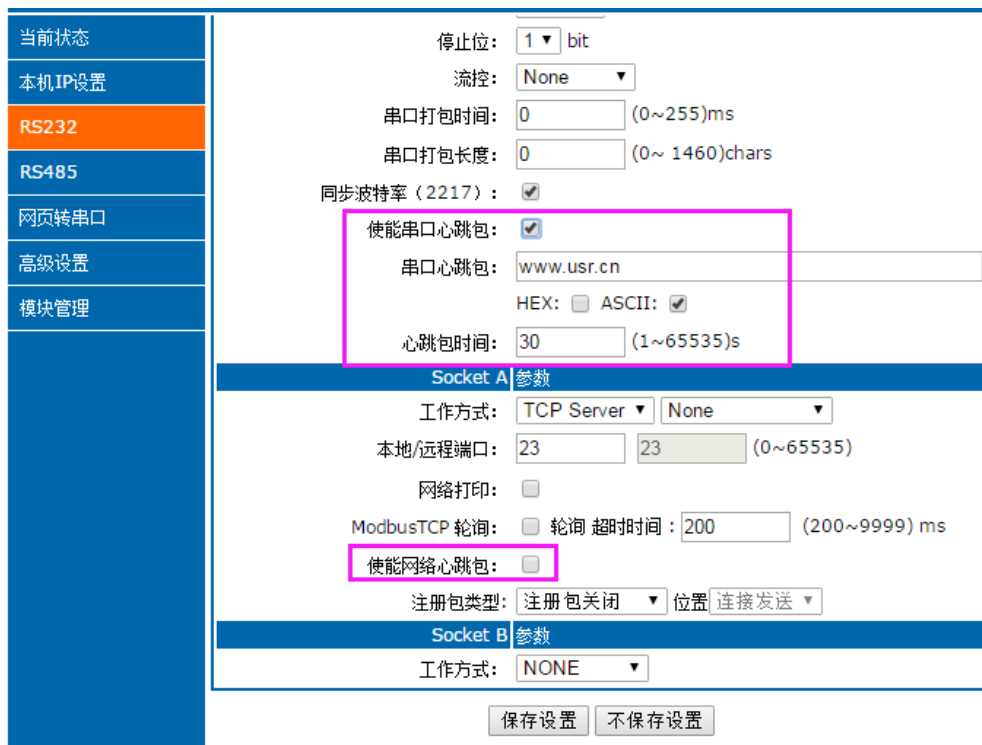 当前状态
本机IP设置
RS232
RS485
网页转串口
高级设置
模块管理
停止位： 1 bit
流控： None
串口打包时间： 0 (0~255)ms
串口打包长度： 0 (0~ 1460)chars
同步波特率（2217）：
使能串口心跳包：
串口心跳包： www.usr.cn
HEX: ASCII:
心跳包时间： 30 (1~65535)s
Socket A 参数
工作方式： TCP Server None
本地/远程端口： 23 23 (0~65535)
网络打印：
ModbusTCP 轮询： 轮询 超时时间 : 200 (200~9999) ms
使能网络心跳包：
注册包类型: 注册包关闭 位置 连接发送
Socket B 参数
工作方式： NONE
保存设置 不保存设置